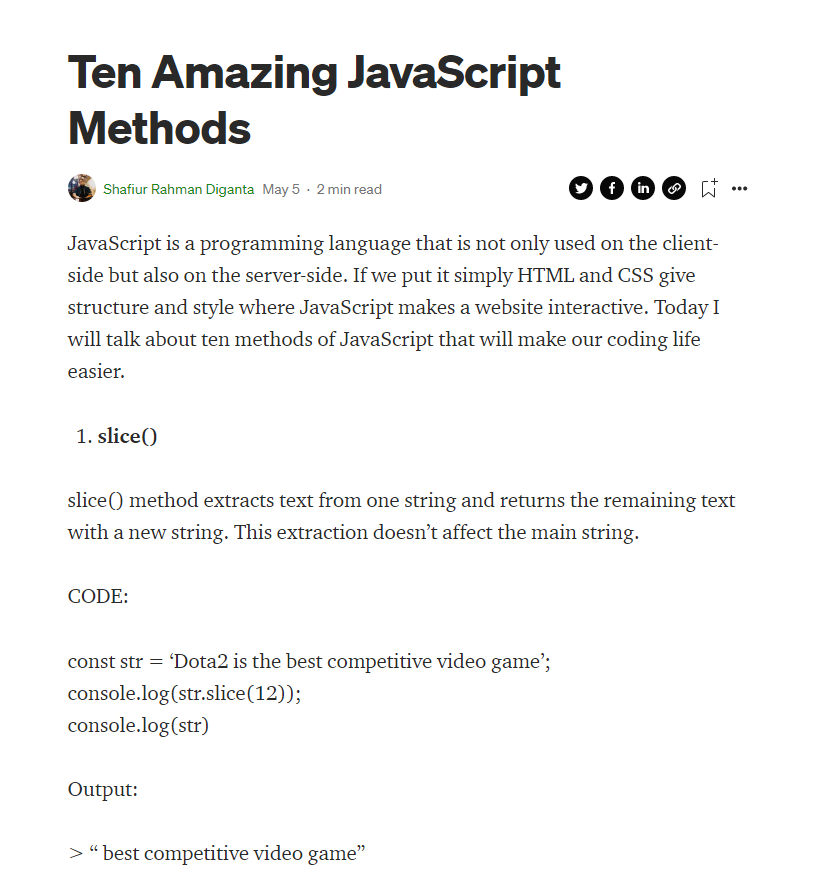 Ten Amazing JavaScript
Methods
Shafiur Rahman Diganta May 5 · 2 min read
JavaScript is a programming language that is not only used on the client-
side but also on the server-side. If we put it simply HTML and CSS give
structure and style where JavaScript makes a website interactive. Today I
will talk about ten methods of JavaScript that will make our coding life
easier.
1. slice()
slice() method extracts text from one string and returns the remaining text
with a new string. This extraction doesn’t affect the main string.
CODE:
const str = ‘Dota2 is the best competitive video game’;
console.log(str.slice(12));
console.log(str)
Output:
> “ best competitive video game”